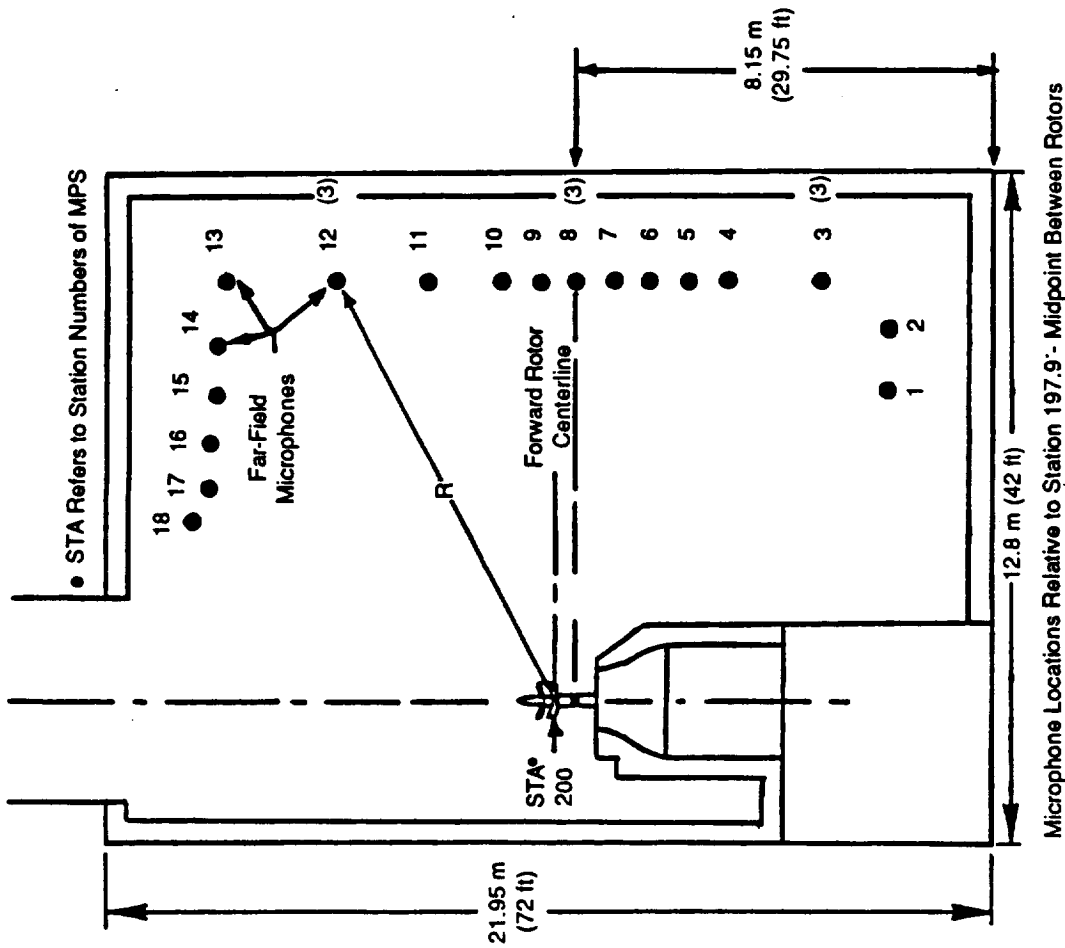 • STA Refers to Station Numbers of MPS
18
17
16
15
14
13
Far-Field
Microphones
12
(3)
11
R
10
9
8
(3)
7
6
5
4
3
(3)
2
1
Forward Rotor
Centerline
STA•
200
21.95 m
(72 ft)
8.15 m
(29.75 ft)
12.8 m (42 ft)
Microphone Locations Relative to Station 197.9 - Midpoint Between Rotors